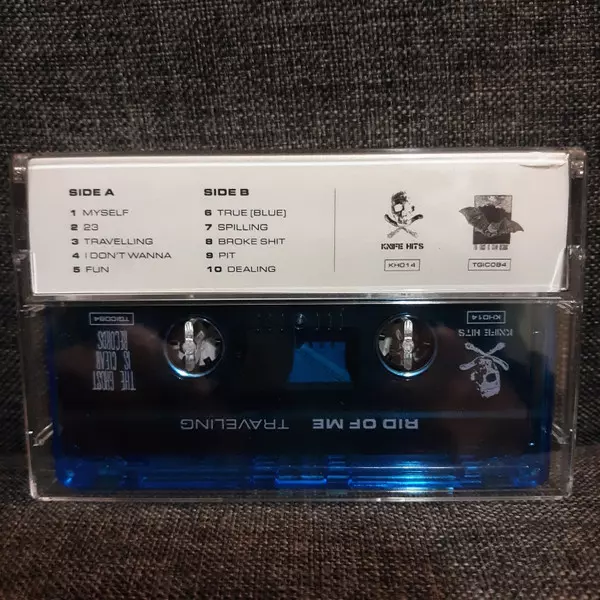 SIDE A
1 MYSELF
2 23
3 TRAVELLING
4 I DON'T WANNA
5 FUN
SIDE B
6 TRUE [BLUE]
7 SPILLING
8 BROKE SHIT
9 PIT
10 DEALING
KNIFE HITS
KH014
TGIC084
TGIC084
THE GHOST
IS CLEAR
RECORDS
KH014
KNIFE HITS
RID OF ME TRAVELING